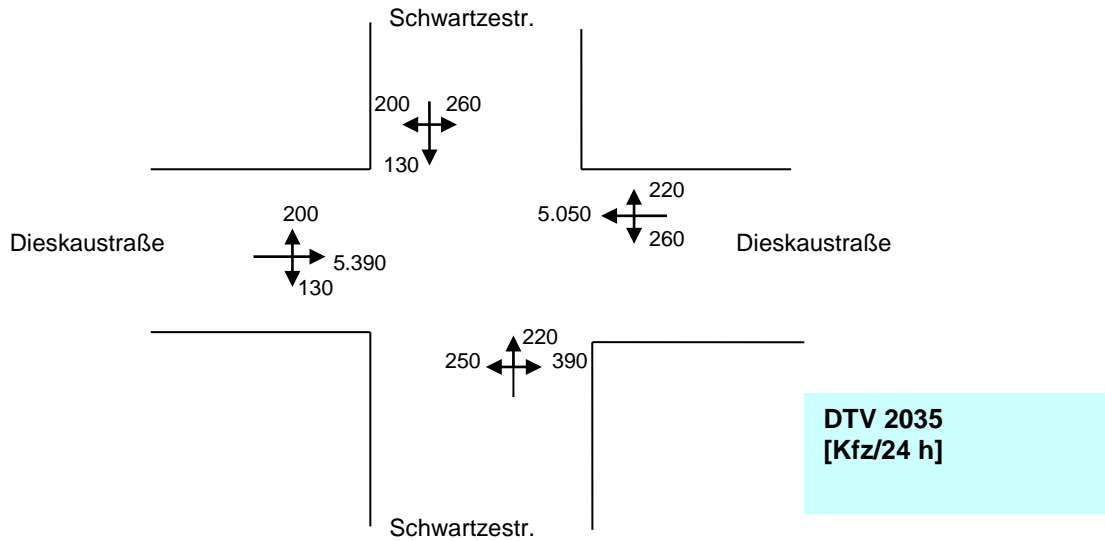 Schwartzestr.
200 260
130
220
5.050
260
200
Dieskaustraße
5.390
130
Dieskaustraße
220
250 390
DTV 2035
[Kfz/24 h]
Schwartzestr.